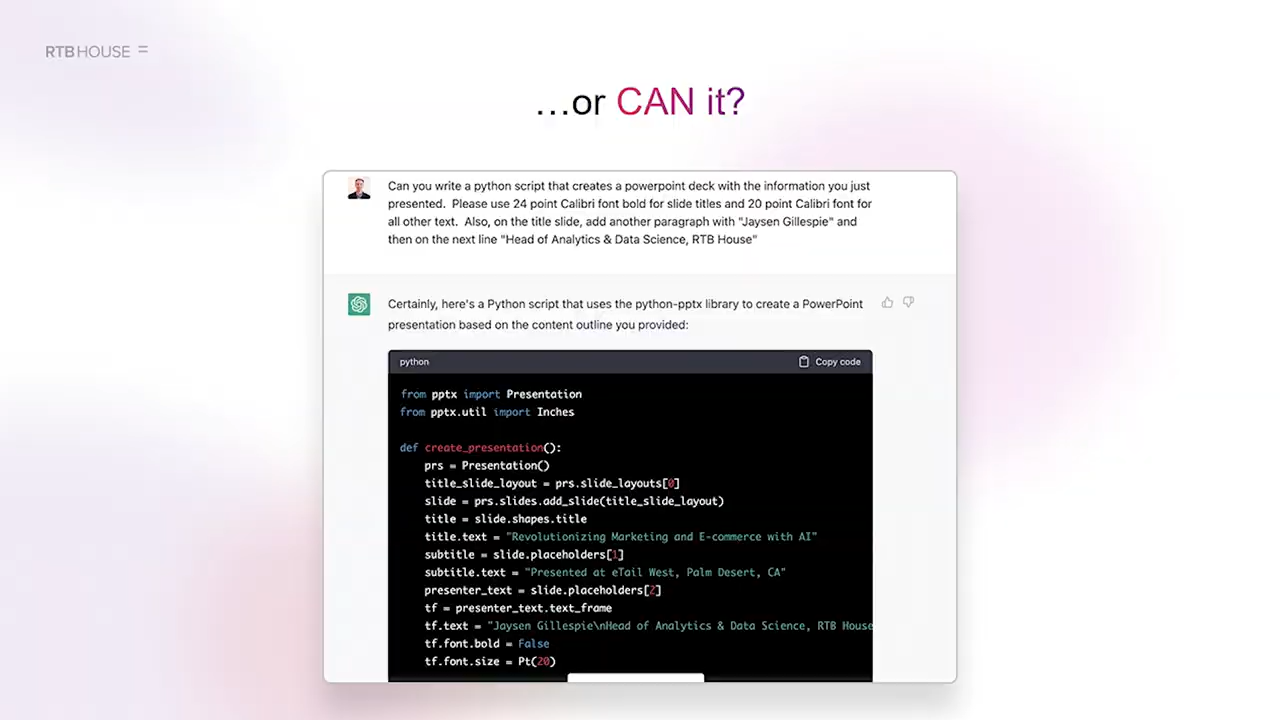 RTB HOUSE
...or CAN it?
Can you write a python script that creates a powerpoint deck with the information you just
presented. Please use 24 point Calibri font bold for slide titles and 20 point Calibri font for
all other text. Also, on the title slide, add another paragraph with "Jaysen Gillespie" and
then on the next line "Head of Analytics & Data Science, RTB House"
Certainly, here's a Python script that uses the python-pptx library to create a PowerPoint
presentation based on the content outline you provided:
python Copy code
from pptx import Presentation
from pptx.util import Inches
def create_presentation():
prs = Presentation()
title_slide_layout = prs.slide_layouts[0]
slide = prs.slides.add_slide(title_slide_layout)
title = slide.shapes.title
title.text = "Revolutionizing Marketing and E-commerce with AI"
subtitle = slide.placeholders[1]
subtitle.text = "Presented at eTail West, Palm Desert, CA"
presenter_text = slide.placeholders[2]
tf = presenter_text.text_frame
tf.text = "Jaysen Gillespie\nHead of Analytics & Data Science, RTB House
tf.font.bold = False
tf.font.size = Pt(20)